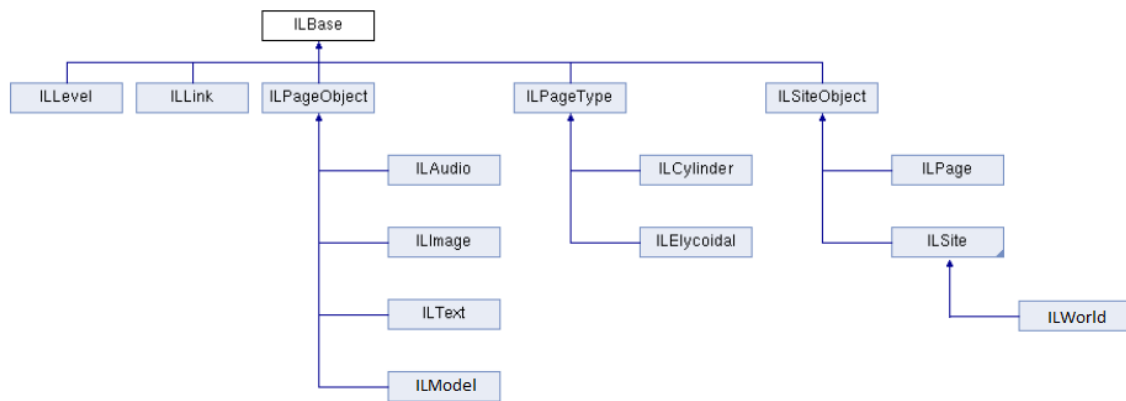 ILBase
ILLevel
ILLink
ILPageObject
ILPageType
ILSiteObject
ILAudio
ILCylinder
ILPage
ILImage
ILElycoidal
ILSite
ILText
ILWorld
ILModel